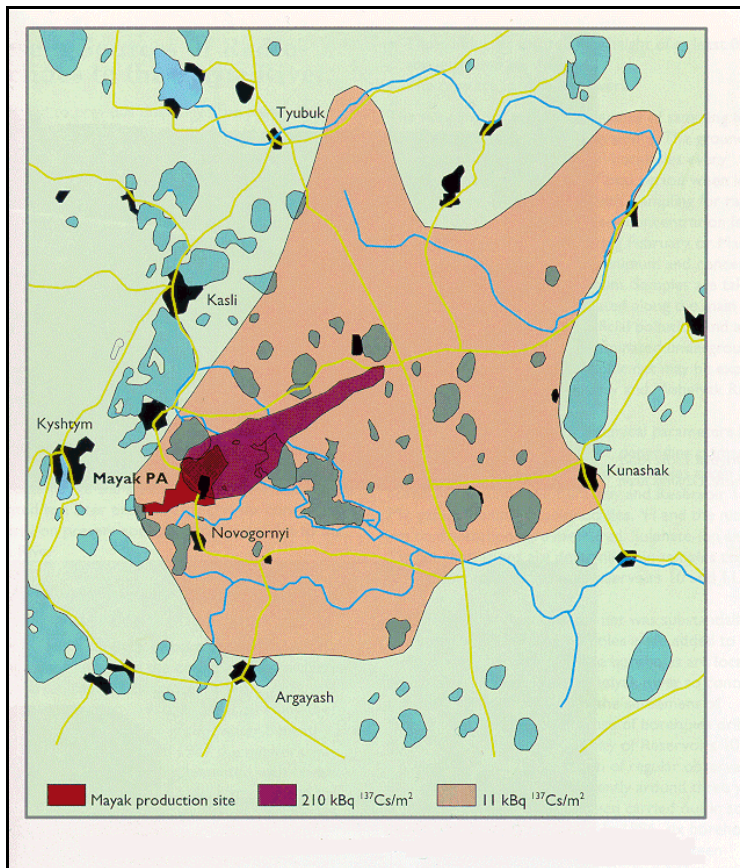 Tyubuk
Kasli
Kyshtym
Mayak PA
Kunashak
Novogornyi
Argayash
Mayak production site
210 kBq ¹³⁷Cs/m²
11 kBq ¹³⁷Cs/m²